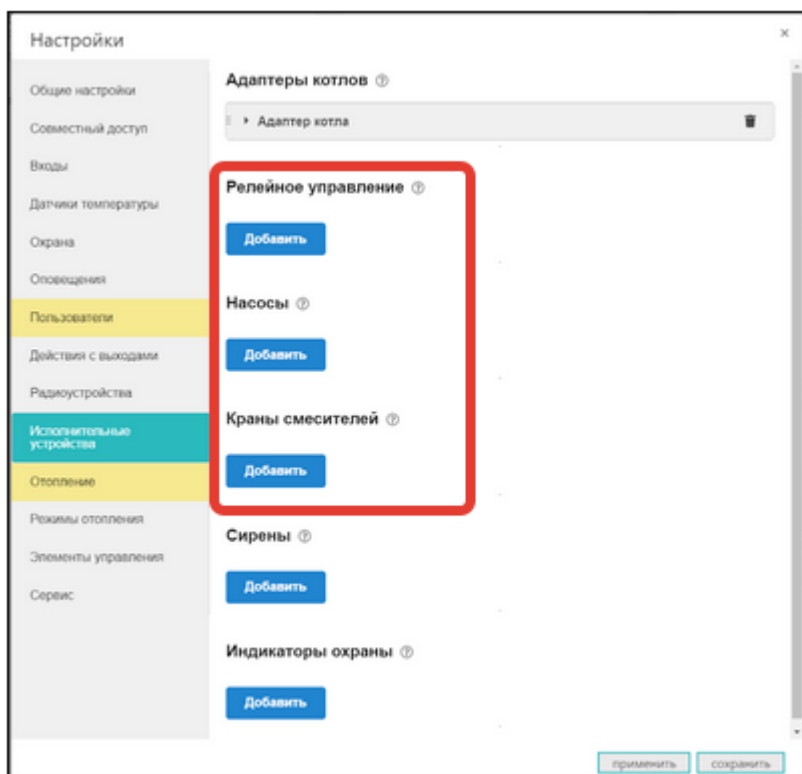 Настройки
Общие настройки
Совместный доступ
Входы
Датчики температуры
Охрана
Оповещения
Пользователи
Действия с выходами
Радиоустройства
Исполнительные
устройства
Отопление
Режимы отопления
Элементы управления
Сервис
Адаптеры котлов
Адаптер котла
Релейное управление
Добавить
Насосы
Добавить
Краны смесителей
Добавить
Сирены
Добавить
Индикаторы охраны
Добавить
применить
сохранить